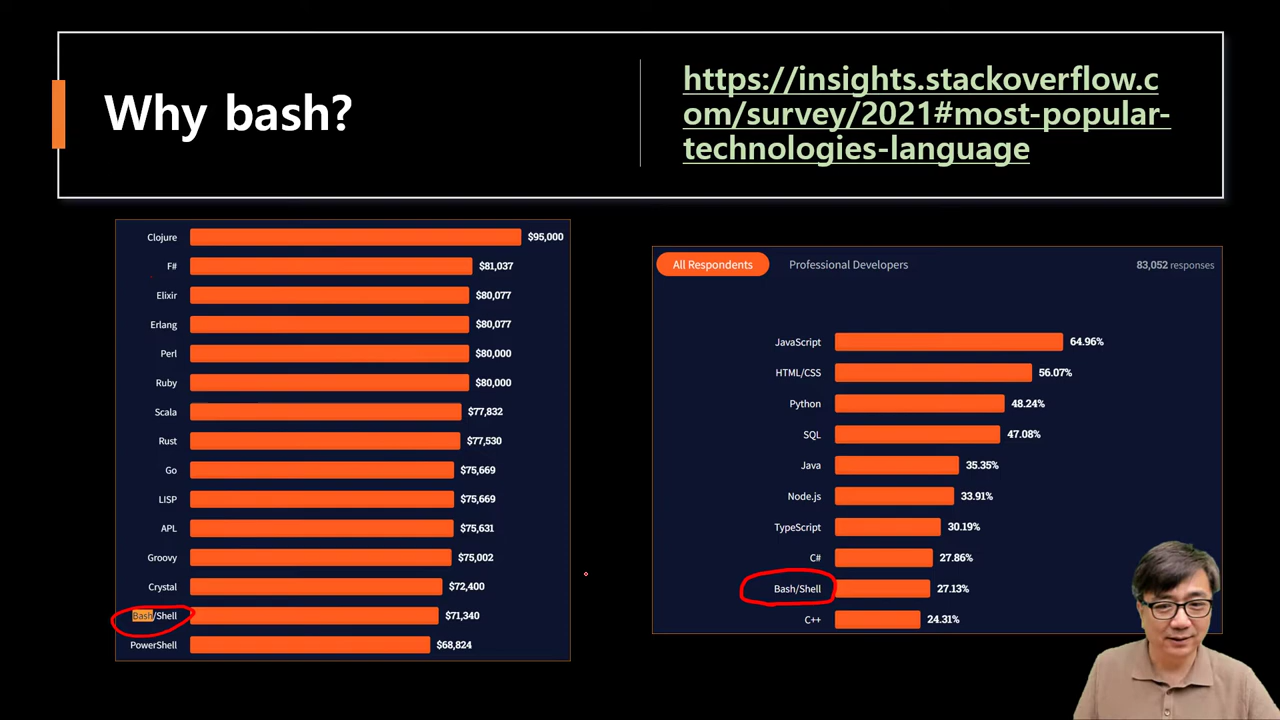 Why bash?
https://insights.stackoverflow.c
om/survey/2021#most-popular-
technologies-language
Clojure $95,000
F# $81,037
Elixir $80,077
Erlang $80,077
Perl $80,000
Ruby $80,000
Scala $77,832
Rust $77,530
Go $75,669
LISP $75,669
APL $75,631
Groovy $75,002
Crystal $72,400
Bash/Shell $71,340
PowerShell $68,824
All Respondents Professional Developers 83,052 responses
JavaScript 64.96%
HTML/CSS 56.07%
Python 48.24%
SQL 47.08%
Java 35.35%
Node.js 33.91%
TypeScript 30.19%
C# 27.86%
Bash/Shell 27.13%
C++ 24.31%